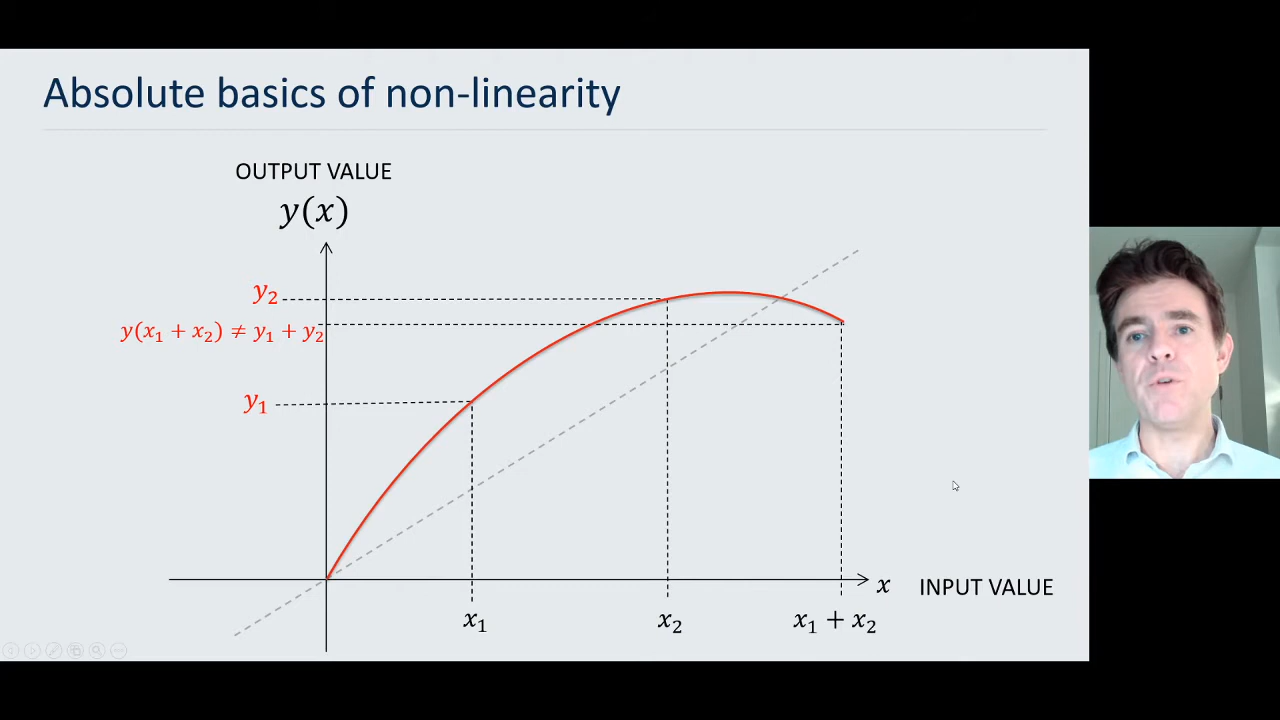 Absolute basics of non-linearity
OUTPUT VALUE
y(x)
y₂
y(x₁ + x₂) ≠ y₁ + y₂
y₁
x INPUT VALUE
x₁ x₂ x₁ + x₂